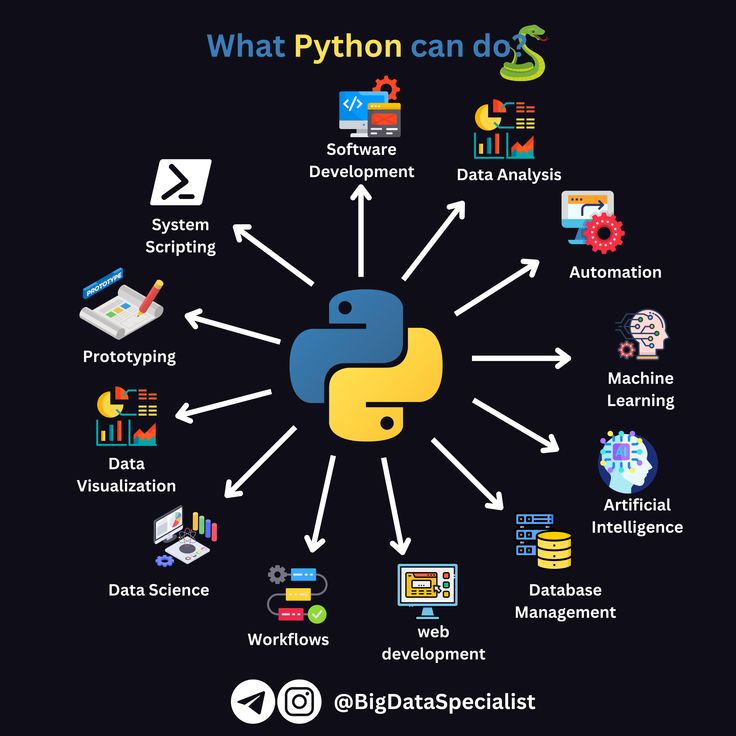 What Python can do?
Software
Development
Data Analysis
System
Scripting
Automation
PROTOTYPE
Prototyping
Machine
Learning
Data
Visualization
AI
Artificial
Intelligence
Data Science
Database
Management
Workflows
web
development
@BigDataSpecialist